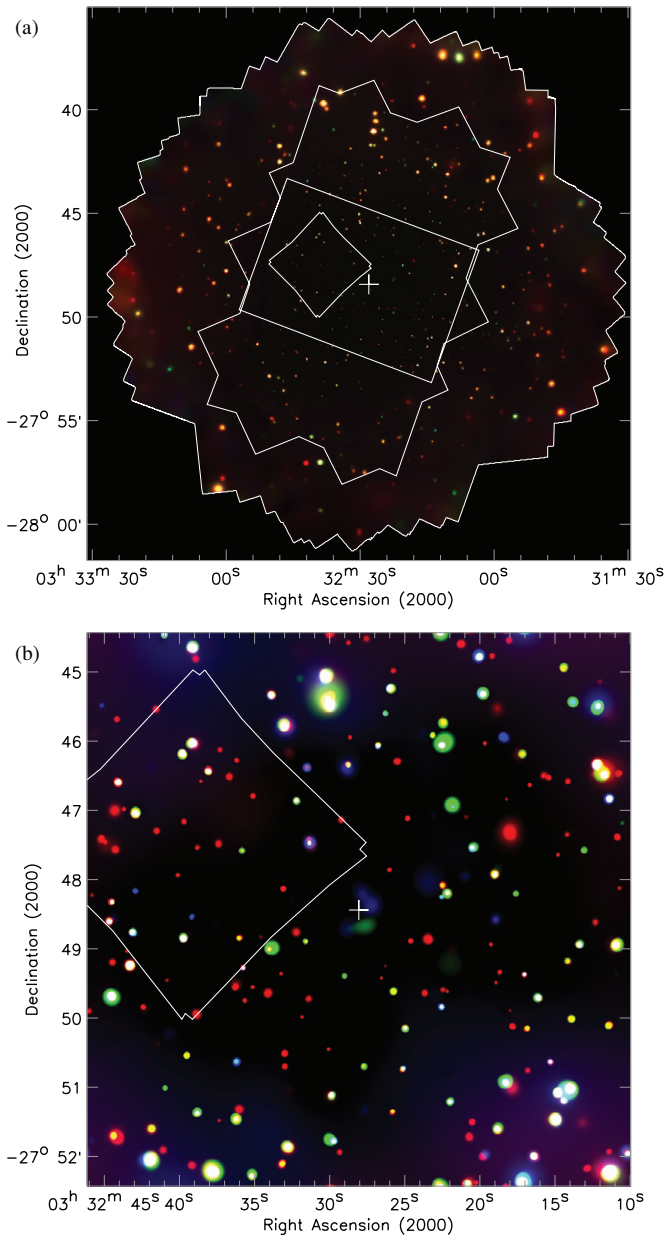 (a)
40
45
50
−27° 55'
−28° 00'
Declination (2000)
03ʰ 33ᵐ 30ˢ 00ˢ 32ᵐ 30ˢ 00ˢ 31ᵐ 30ˢ
Right Ascension (2000)
(b)
45
46
47
48
49
50
51
−27° 52'
Declination (2000)
03ʰ 32ᵐ 45ˢ 40ˢ 35ˢ 30ˢ 25ˢ 20ˢ 15ˢ 10ˢ
Right Ascension (2000)